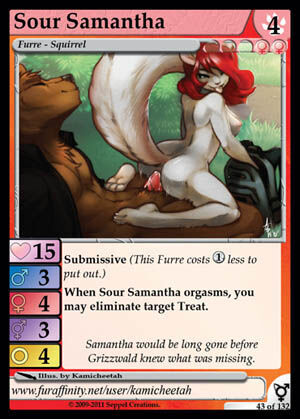 Sour Samantha
4
Furre - Squirrel
15
3
4
3
4
Submissive (This Furre costs 1 less to
put out.)
When Sour Samantha orgasms, you
may eliminate target Treat.
Samantha would be long gone before
Grizzwald knew what was missing.
Illus. by Kamicheetah
www.furaffinity.net/user/kamicheetah
© 2009-2011 Seppel Creations.
43 of 132